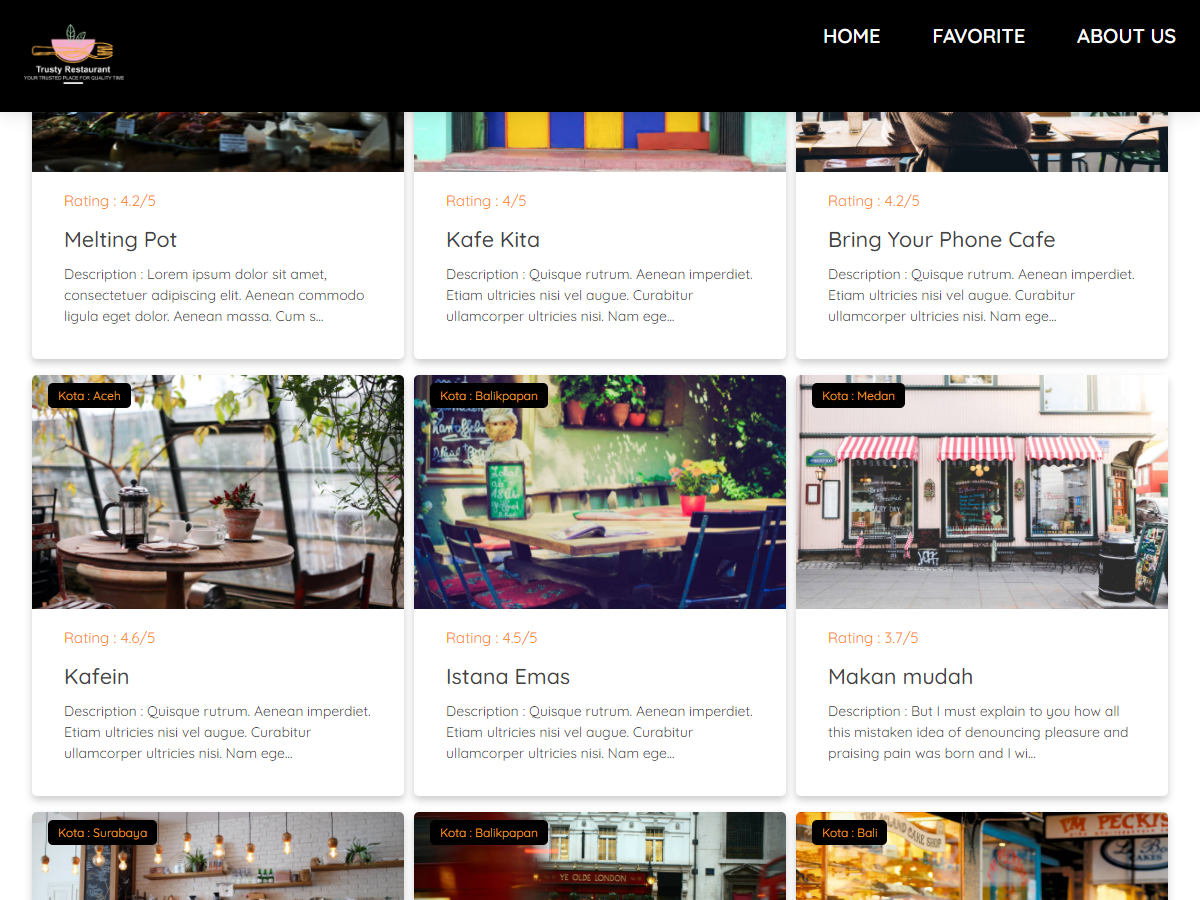 Trusty Restaurant
YOUR TRUSTED PLACE FOR QUALITY TIME
HOME
FAVORITE
ABOUT US
Rating : 4.2/5
Melting Pot
Description : Lorem ipsum dolor sit amet,
consectetuer adipiscing elit. Aenean commodo
ligula eget dolor. Aenean massa. Cum s...
Rating : 4/5
Kafe Kita
Description : Quisque rutrum. Aenean imperdiet.
Etiam ultricies nisi vel augue. Curabitur
ullamcorper ultricies nisi. Nam ege...
Rating : 4.2/5
Bring Your Phone Cafe
Description : Quisque rutrum. Aenean imperdiet.
Etiam ultricies nisi vel augue. Curabitur
ullamcorper ultricies nisi. Nam ege...
Kota : Aceh
Rating : 4.6/5
Kafein
Description : Quisque rutrum. Aenean imperdiet.
Etiam ultricies nisi vel augue. Curabitur
ullamcorper ultricies nisi. Nam ege...
Kota : Balikpapan
Rating : 4.5/5
Istana Emas
Description : Quisque rutrum. Aenean imperdiet.
Etiam ultricies nisi vel augue. Curabitur
ullamcorper ultricies nisi. Nam ege...
Kota : Medan
Rating : 3.7/5
Makan mudah
Description : But I must explain to you how all
this mistaken idea of denouncing pleasure and
praising pain was born and I wi...
Kota : Surabaya
Kota : Balikpapan
YE OLDE LONDON
Kota : Bali
CAKE SHOP